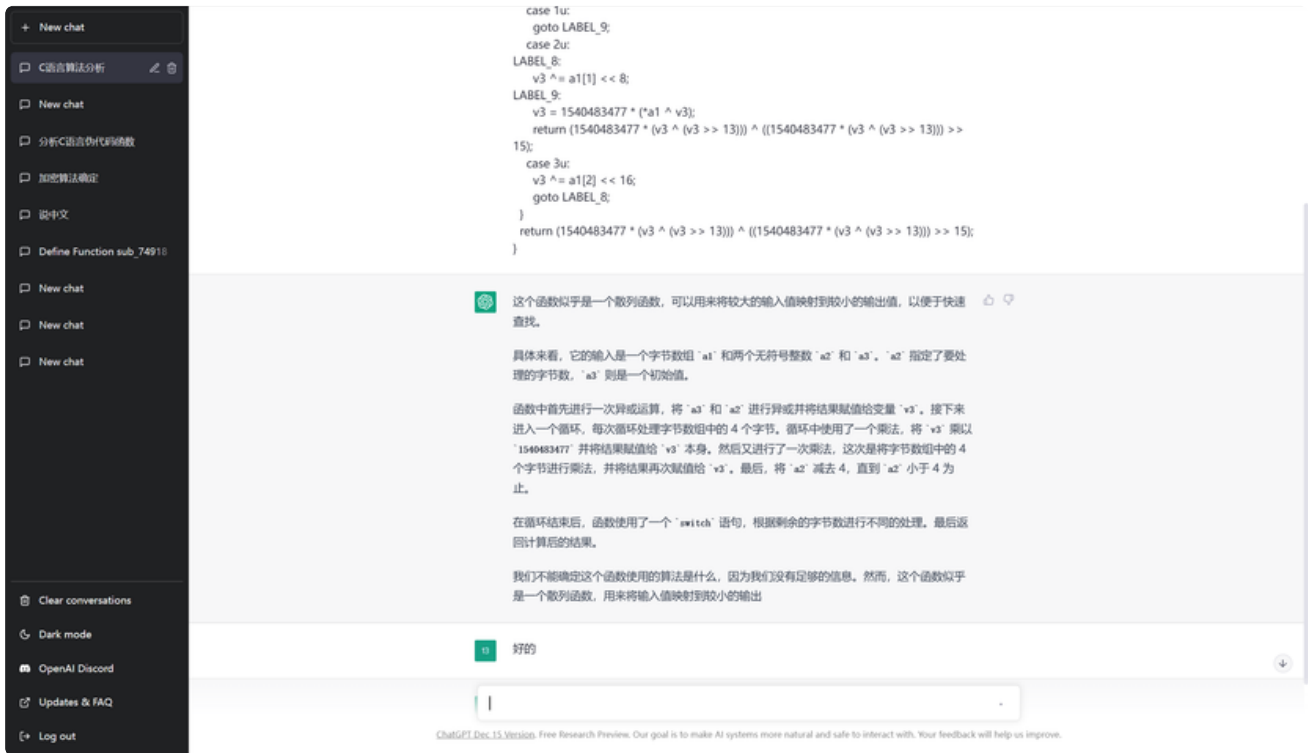 + New chat
C语言算法分析
New chat
分析C语言伪代码函数
加密算法确定
说中文
Define Function sub_74918
New chat
New chat
New chat
Clear conversations
Dark mode
OpenAI Discord
Updates & FAQ
Log out
case 1u:
goto LABEL_9;
case 2u:
LABEL_8:
v3 ^= a1[1] << 8;
LABEL_9:
v3 = 1540483477 * (*a1 ^ v3);
return (1540483477 * (v3 ^ (v3 >> 13))) ^ ((1540483477 * (v3 ^ (v3 >> 13))) >>
15);
case 3u:
v3 ^= a1[2] << 16;
goto LABEL_8;
}
return (1540483477 * (v3 ^ (v3 >> 13))) ^ ((1540483477 * (v3 ^ (v3 >> 13))) >> 15);
}
这个函数似乎是一个散列函数，可以用来将较大的输入值映射到较小的输出值，以便于快速
查找。
具体来看，它的输入是一个字节数组 `a1` 和两个无符号整数 `a2` 和 `a3`。`a2` 指定了要处
理的字节数，`a3` 则是一个初始值。
函数中首先进行一次异或运算，将 `a3` 和 `a2` 进行异或并将结果赋值给变量 `v3`。接下来
进入一个循环，每次循环处理字节数组中的 4 个字节。循环中使用了一个乘法，将 `v3` 乘以
`1540483477` 并将结果赋值给 `v3` 本身。然后又进行了一次乘法，这次是将字节数组中的 4
个字节进行乘法，并将结果再次赋值给 `v3`。最后，将 `a2` 减去 4，直到 `a2` 小于 4 为
止。
在循环结束后，函数使用了一个 `switch` 语句，根据剩余的字节数进行不同的处理。最后返
回计算后的结果。
我们不能确定这个函数使用的算法是什么，因为我们没有足够的信息。然而，这个函数似乎
是一个散列函数，用来将输入值映射到较小的输出
13
好的
ChatGPT Dec 15 Version. Free Research Preview. Our goal is to make AI systems more natural and safe to interact with. Your feedback will help us improve.